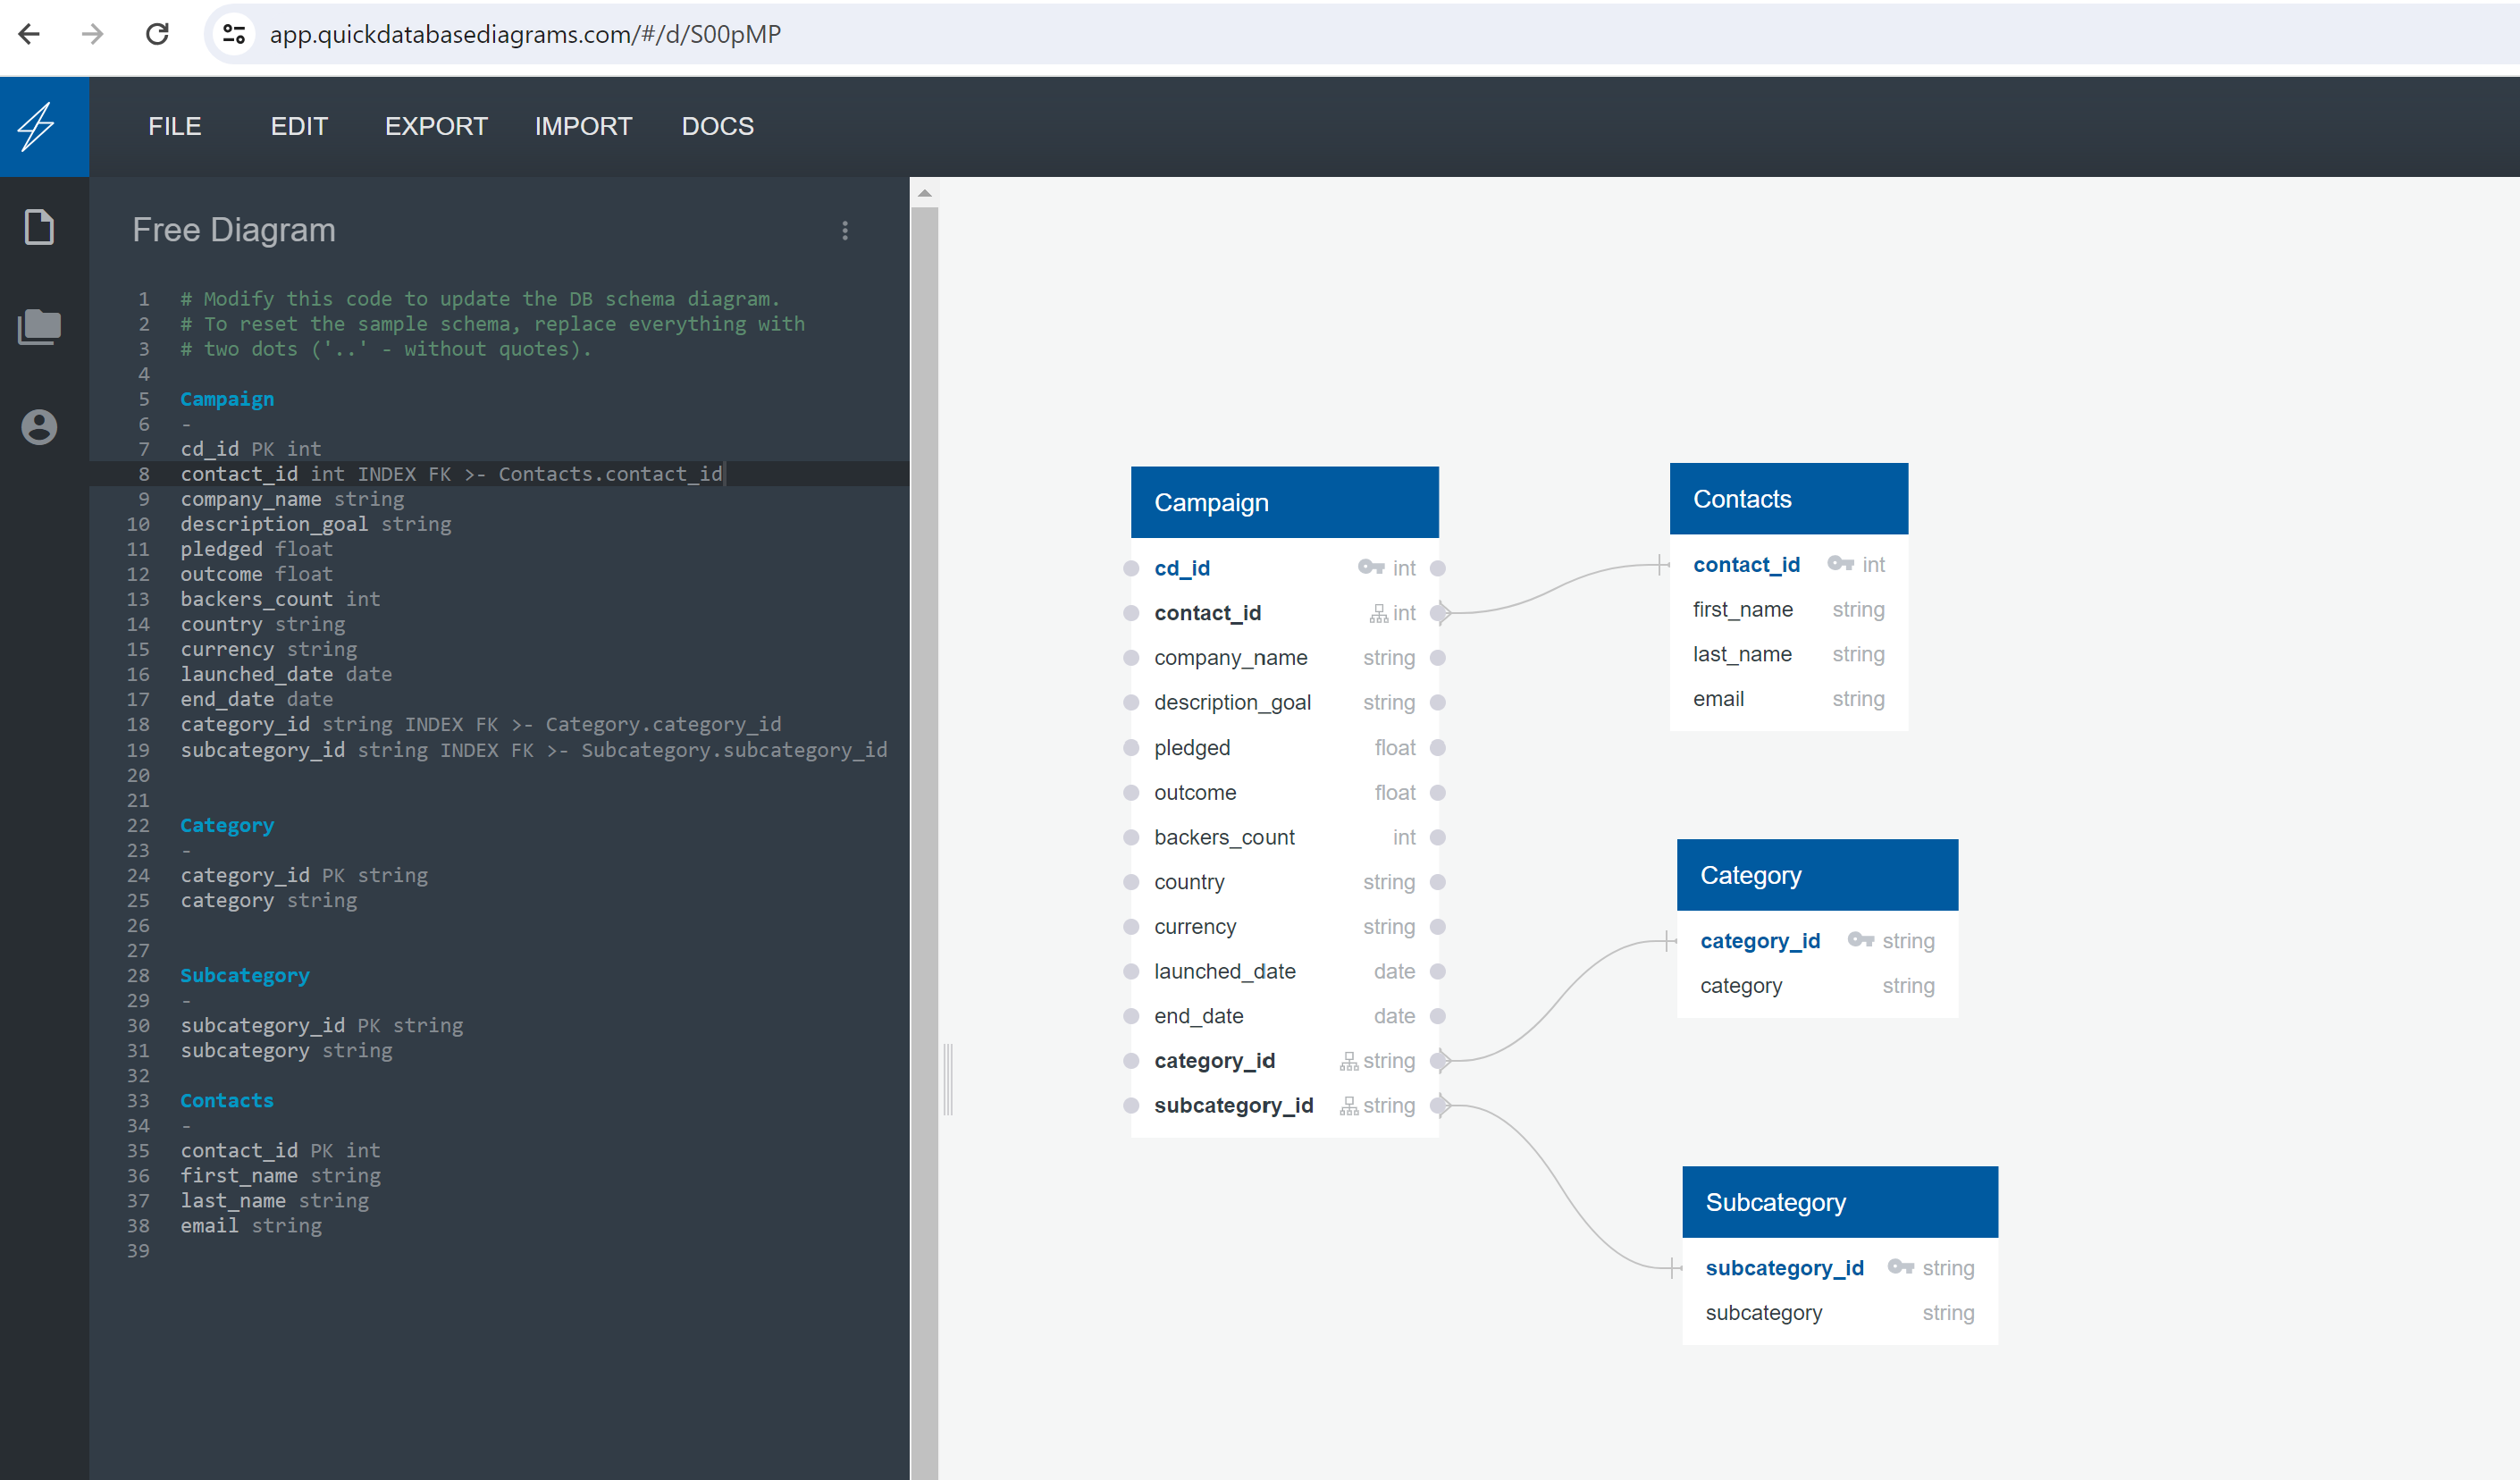 app.quickdatabasediagrams.com/#/d/S00pMP
FILE EDIT EXPORT IMPORT DOCS
Free Diagram
1 # Modify this code to update the DB schema diagram.
2 # To reset the sample schema, replace everything with
3 # two dots ('..' - without quotes).
4
5 Campaign
6 -
7 cd_id PK int
8 contact_id int INDEX FK >- Contacts.contact_id
9 company_name string
10 description_goal string
11 pledged float
12 outcome float
13 backers_count int
14 country string
15 currency string
16 launched_date date
17 end_date date
18 category_id string INDEX FK >- Category.category_id
19 subcategory_id string INDEX FK >- Subcategory.subcategory_id
20
21
22 Category
23 -
24 category_id PK string
25 category string
26
27
28 Subcategory
29 -
30 subcategory_id PK string
31 subcategory string
32
33 Contacts
34 -
35 contact_id PK int
36 first_name string
37 last_name string
38 email string
39
Campaign
cd_id int
contact_id int
company_name string
description_goal string
pledged float
outcome float
backers_count int
country string
currency string
launched_date date
end_date date
category_id string
subcategory_id string
Contacts
contact_id int
first_name string
last_name string
email string
Category
category_id string
category string
Subcategory
subcategory_id string
subcategory string